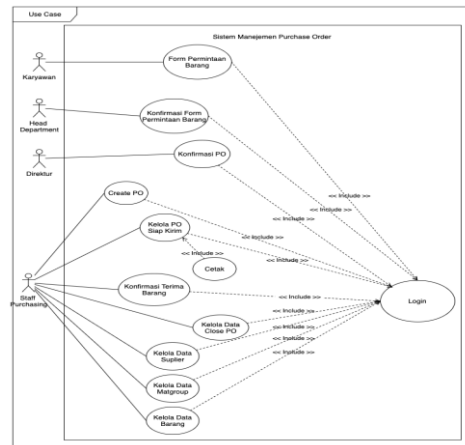 Use Case
Sistem Manejemen Purchase Order
Form Permintaan
Barang
Karyawan
Konfirmasi Form
Permintaan Barang
Head
Department
Konfirmasi PO
Direktur
<< Include >>
<< Include >>
<< Include >>
Create PO
Kelola PO
Siap Kirim
<< Include >>
<< Include >>
<< Include >>
Cetak
Konfirmasi Terima
Barang
Staff
Purchasing
<< Include >>
Login
<< Include >>
Kelola Data
Close PO
<< Include >>
Kelola Data
Suplier
<< Include >>
Kelola Data
Matgroup
<< Include >>
Kelola Data
Barang